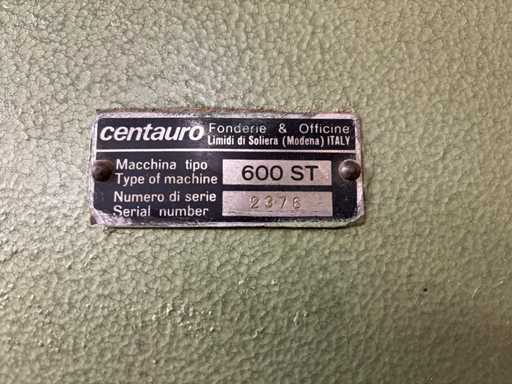 centauro Fonderie & Officine
Limidi di Soliera (Modena) ITALY
Macchina tipo
Type of machine 600 ST
Numero di serie
Serial number 2376